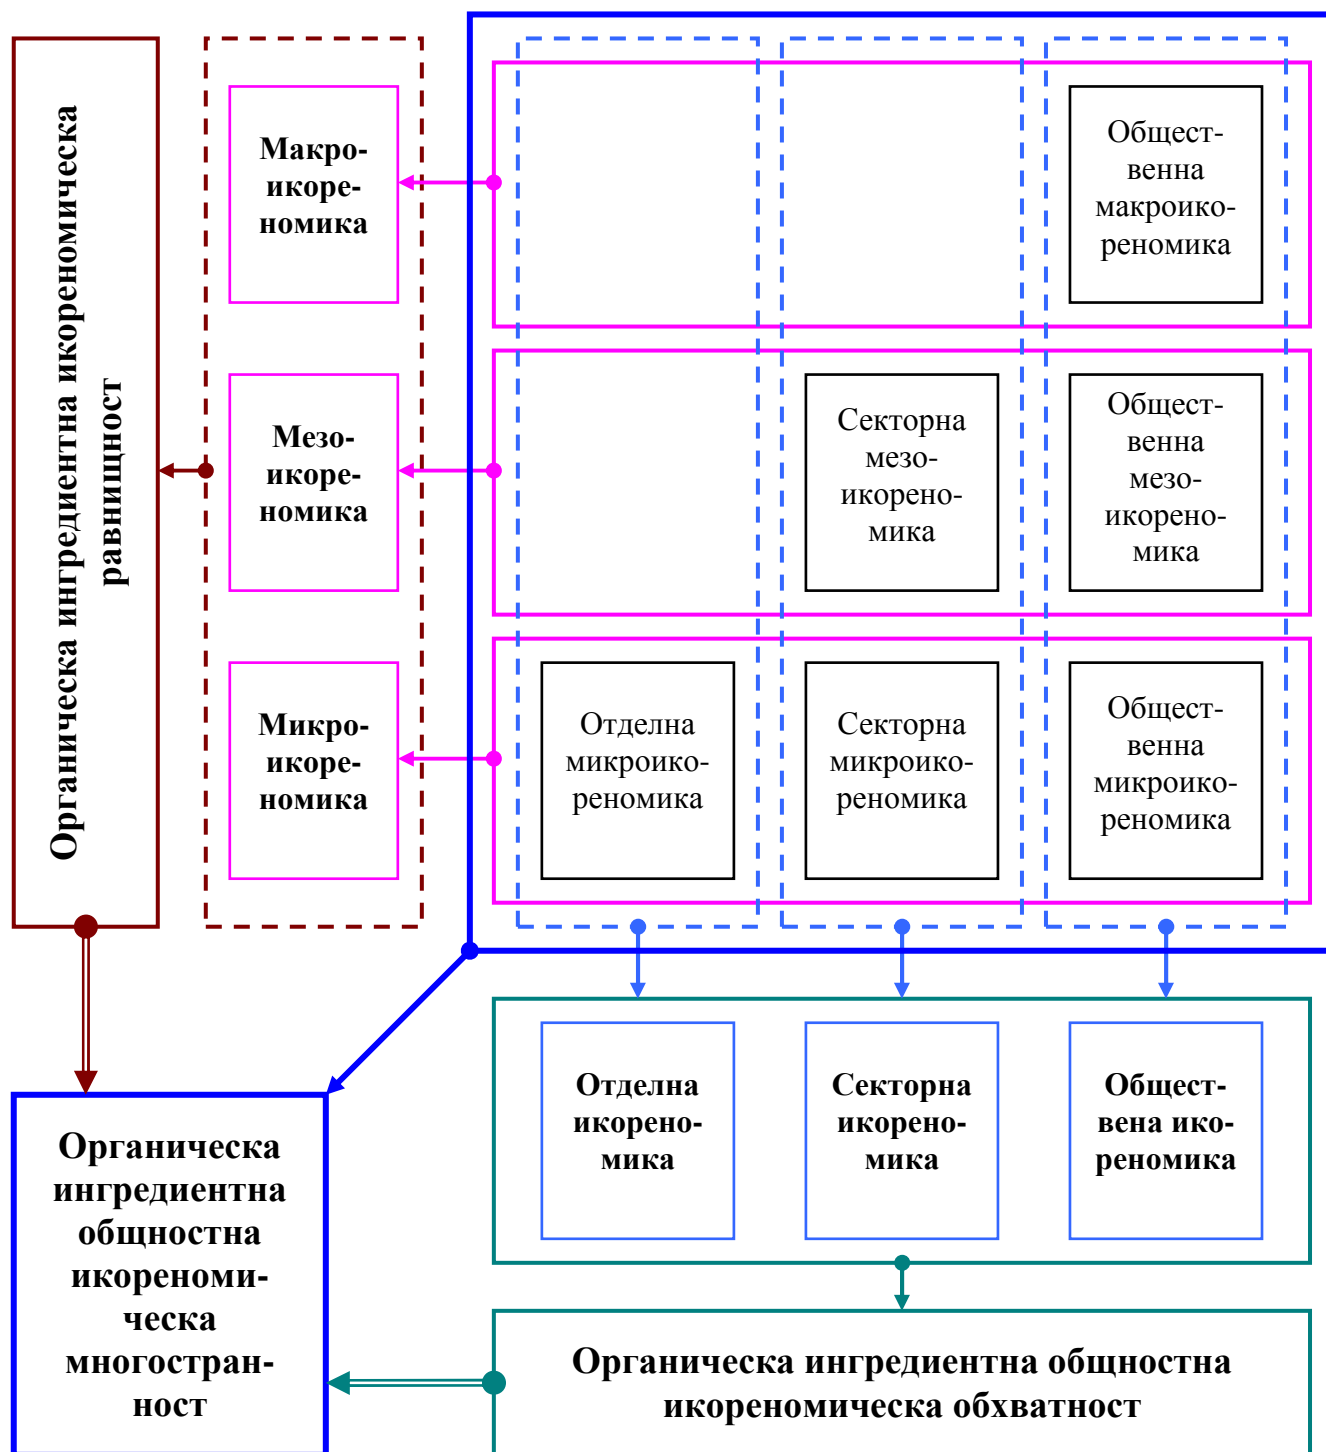 Органическа ингредиентна икореномическа
равнищност
Макро-
икоре-
номика
Общест-
венна
макроико-
реномика
Мезо-
икоре-
номика
Секторна
мезо-
икорено-
мика
Общест-
венна
мезо-
икорено-
мика
Микро-
икоре-
номика
Отделна
микроико-
реномика
Секторна
микроико-
реномика
Общест-
венна
микроико-
реномика
Отделна
икорено-
мика
Секторна
икорено-
мика
Общест-
вена ико-
реномика
Органическа
ингредиентна
общностна
икореноми-
ческа
многостран-
ност
Органическа ингредиентна общностна
икореномическа обхватност